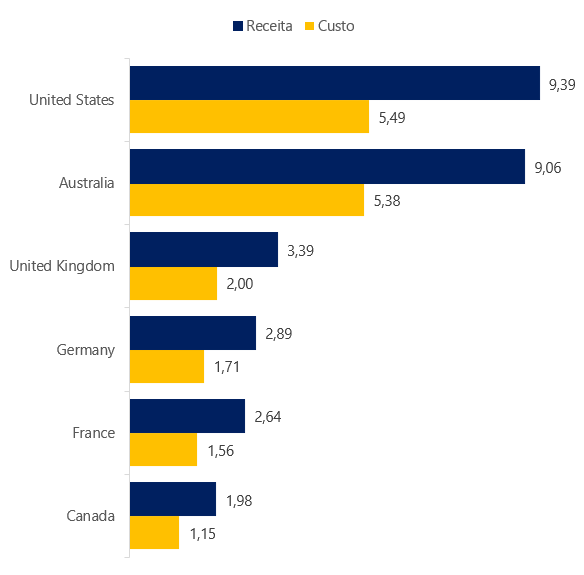 Receita Custo
United States 9,39
5,49
Australia 9,06
5,38
United Kingdom 3,39
2,00
Germany 2,89
1,71
France 2,64
1,56
Canada 1,98
1,15